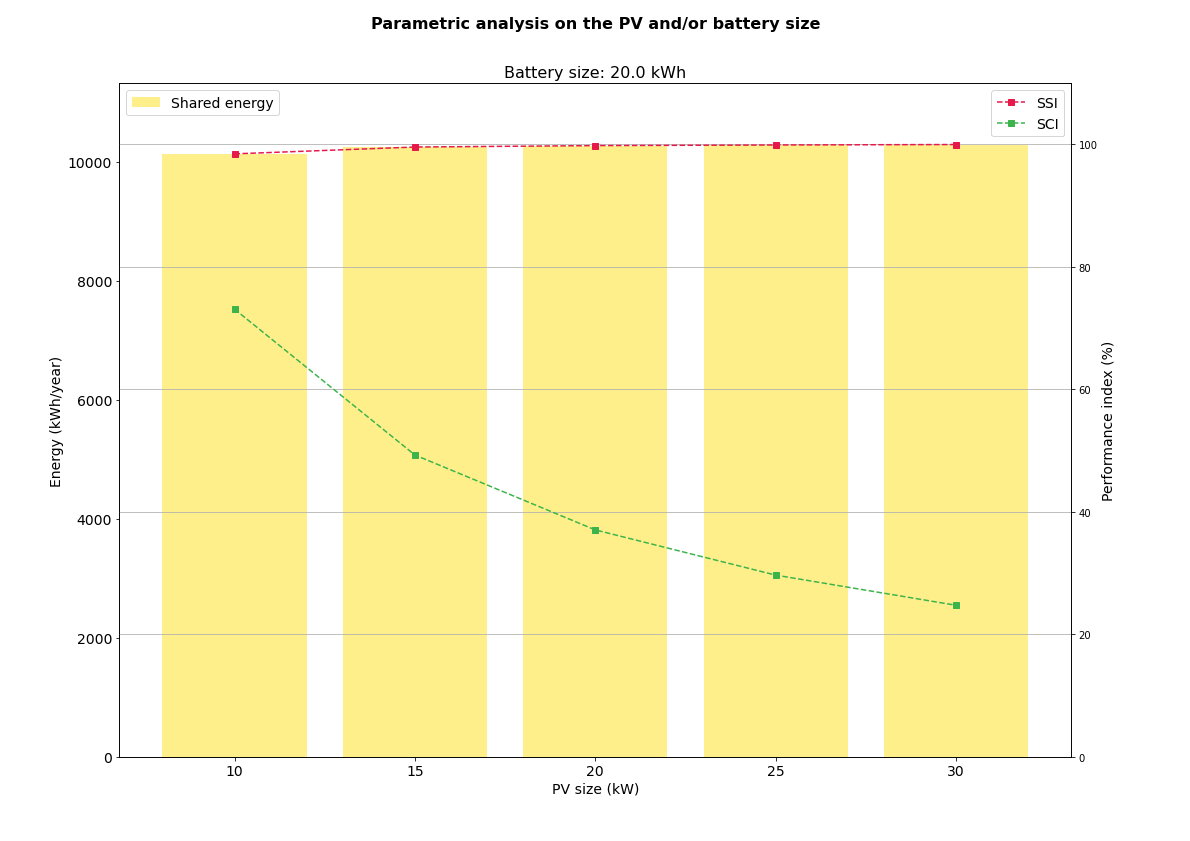 Parametric analysis on the PV and/or battery size
Battery size: 20.0 kWh
Shared energy
SSI
SCI
10000
8000
6000
4000
2000
0
Energy (kWh/year)
100
80
60
40
20
0
Performance index (%)
10 15 20 25 30
PV size (kW)